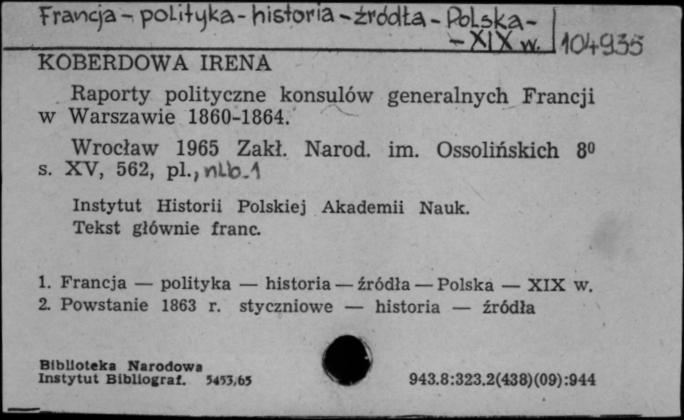 Francja - polityka - historia - źródła - Polska -
- XIX w.
104935
KOBERDOWA IRENA
Raporty polityczne konsulów generalnych Francji
w Warszawie 1860-1864.
Wrocław 1965 Zakł. Narod. im. Ossolińskich 8⁰
s. XV, 562, pl., nlb. 1
Instytut Historii Polskiej Akademii Nauk.
Tekst głównie franc.
1. Francja — polityka — historia — źródła — Polska — XIX w.
2. Powstanie 1863 r. styczniowe — historia — źródła
Biblioteka Narodowa
Instytut Bibliograf. 5453,65
943.8:323.2(438)(09):944